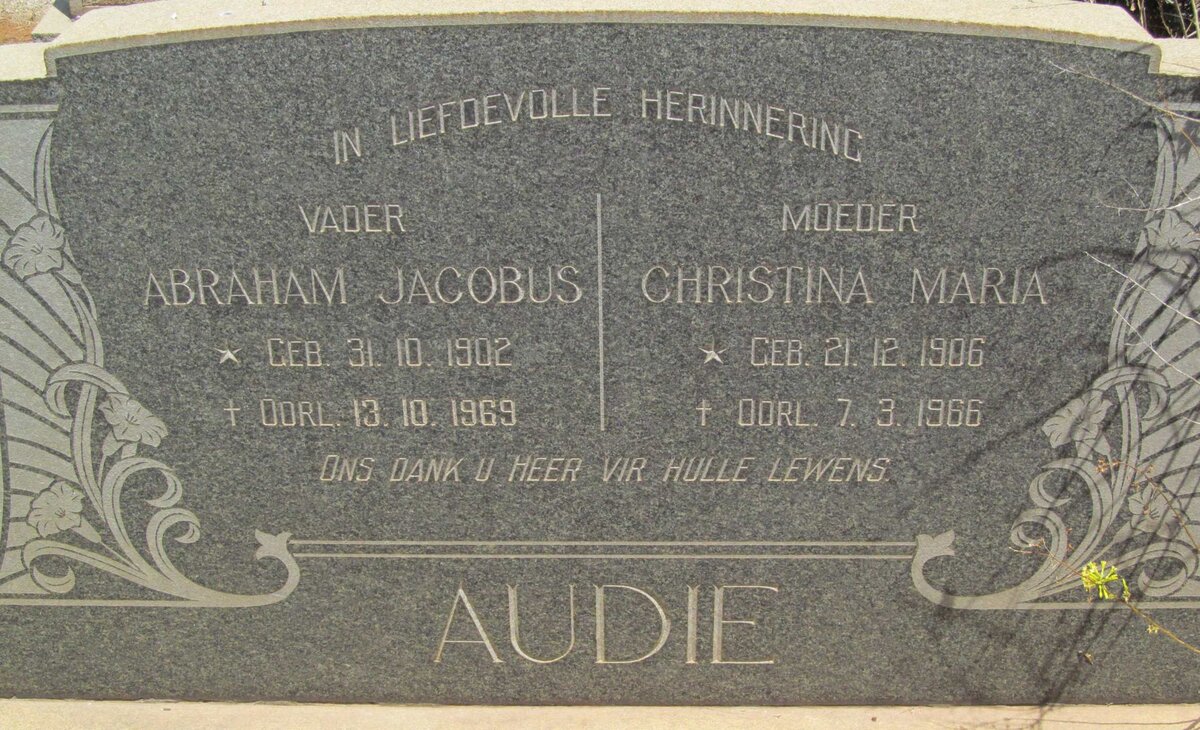 IN LIEFDEVOLLE HERINNERING
VADER
ABRAHAM JACOBUS
★ GEB. 31. 10. 1902
† OORL. 13. 10. 1969
MOEDER
CHRISTINA MARIA
★ GEB. 21. 12. 1906
† OORL. 7. 3. 1966
ONS DANK U HEER VIR HULLE LEWENS.
AUDIE